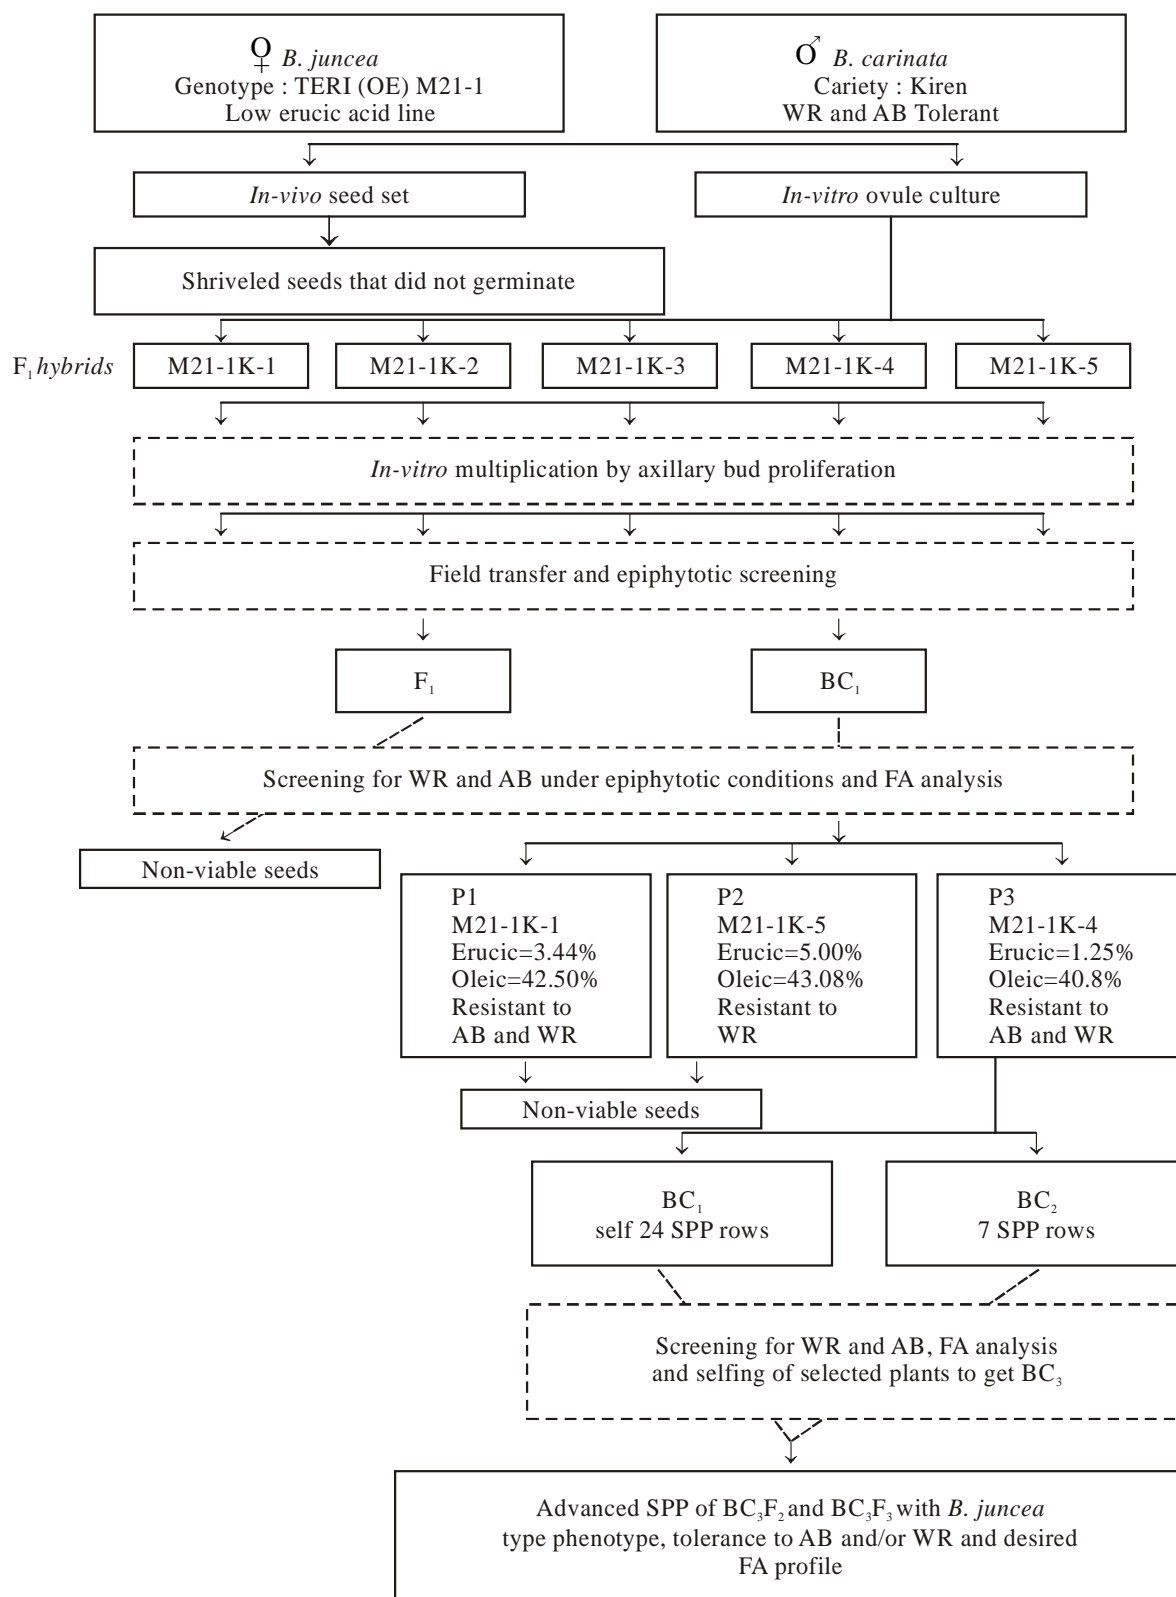 ♀ B. juncea
Genotype : TERI (OE) M21-1
Low erucic acid line
♂ B. carinata
Cariety : Kiren
WR and AB Tolerant
In-vivo seed set
In-vitro ovule culture
Shriveled seeds that did not germinate
F₁ hybrids
M21-1K-1
M21-1K-2
M21-1K-3
M21-1K-4
M21-1K-5
In-vitro multiplication by axillary bud proliferation
Field transfer and epiphytotic screening
F₁
BC₁
Screening for WR and AB under epiphytotic conditions and FA analysis
Non-viable seeds
P1
M21-1K-1
Erucic=3.44%
Oleic=42.50%
Resistant to
AB and WR
P2
M21-1K-5
Erucic=5.00%
Oleic=43.08%
Resistant to
WR
P3
M21-1K-4
Erucic=1.25%
Oleic=40.8%
Resistant to
AB and WR
Non-viable seeds
BC₁
self 24 SPP rows
BC₂
7 SPP rows
Screening for WR and AB, FA analysis
and selfing of selected plants to get BC₃
Advanced SPP of BC₃F₂ and BC₃F₃ with B. juncea
type phenotype, tolerance to AB and/or WR and desired
FA profile